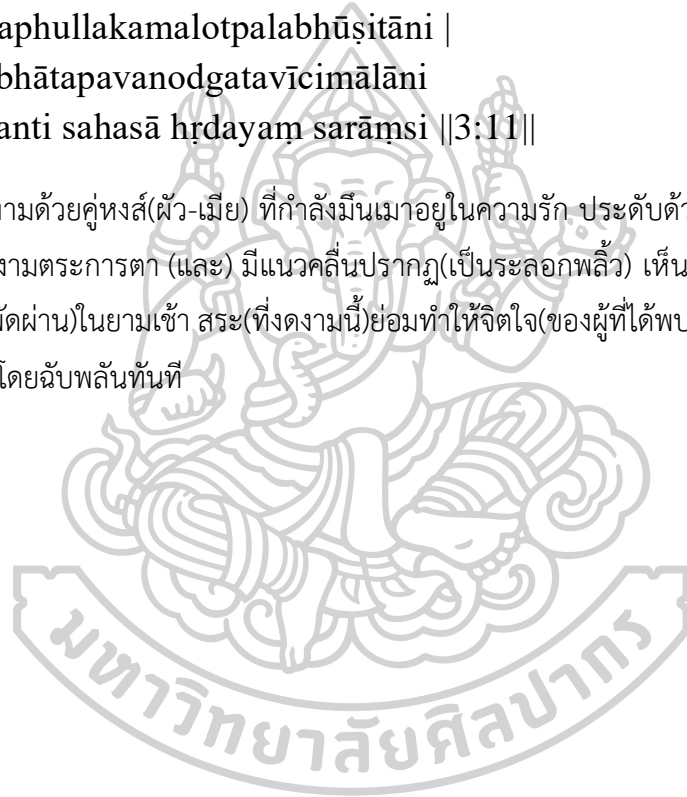 aphullakamalotpalabhūṣitāni |
bhātapavanodgatavīcimālāni
anti sahasā hṛdayaṃ sarāṃsi ||3:11||
ามด้วยคู่หงส์(ผัว-เมีย) ที่กำลังมึนเมาอยู่ในความรัก ประดับด้ว
งามตระการตา (และ) มีแนวคลื่นปรากฏ(เป็นระลอกพลิ้ว) เห็น
พัดผ่าน)ในยามเช้า สระ(ที่งดงามนี้)ย่อมทำให้จิตใจ(ของผู้ที่ได้พบ
โดยฉับพลันทันที
มหาวิทยาลัยศิลปากร